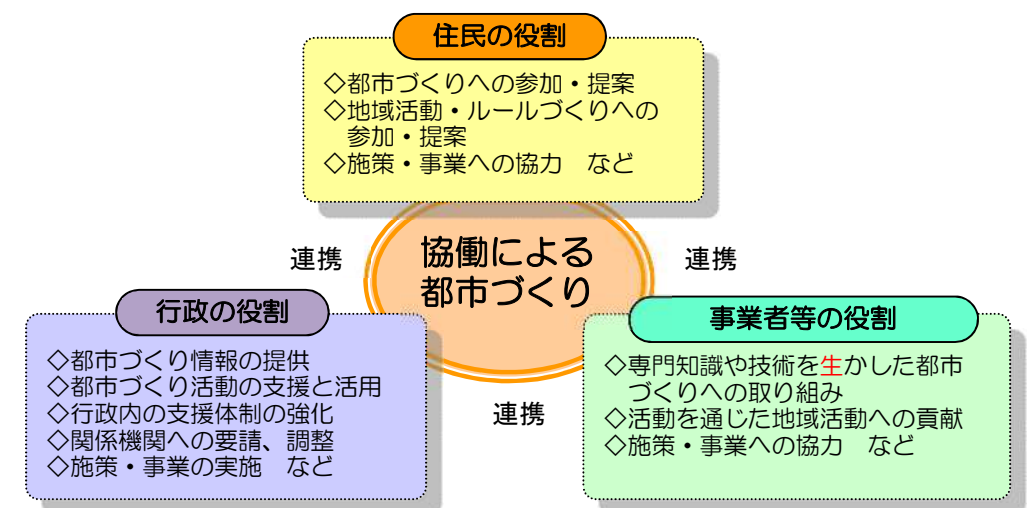 住民の役割
◇都市づくりへの参加・提案
◇地域活動・ルールづくりへの
参加・提案
◇施策・事業への協力　など
連携
協働による
都市づくり
連携
行政の役割
◇都市づくり情報の提供
◇都市づくり活動の支援と活用
◇行政内の支援体制の強化
◇関係機関への要請、調整
◇施策・事業の実施　など
連携
事業者等の役割
◇専門知識や技術を生かした都市
づくりへの取り組み
◇活動を通じた地域活動への貢献
◇施策・事業への協力　など